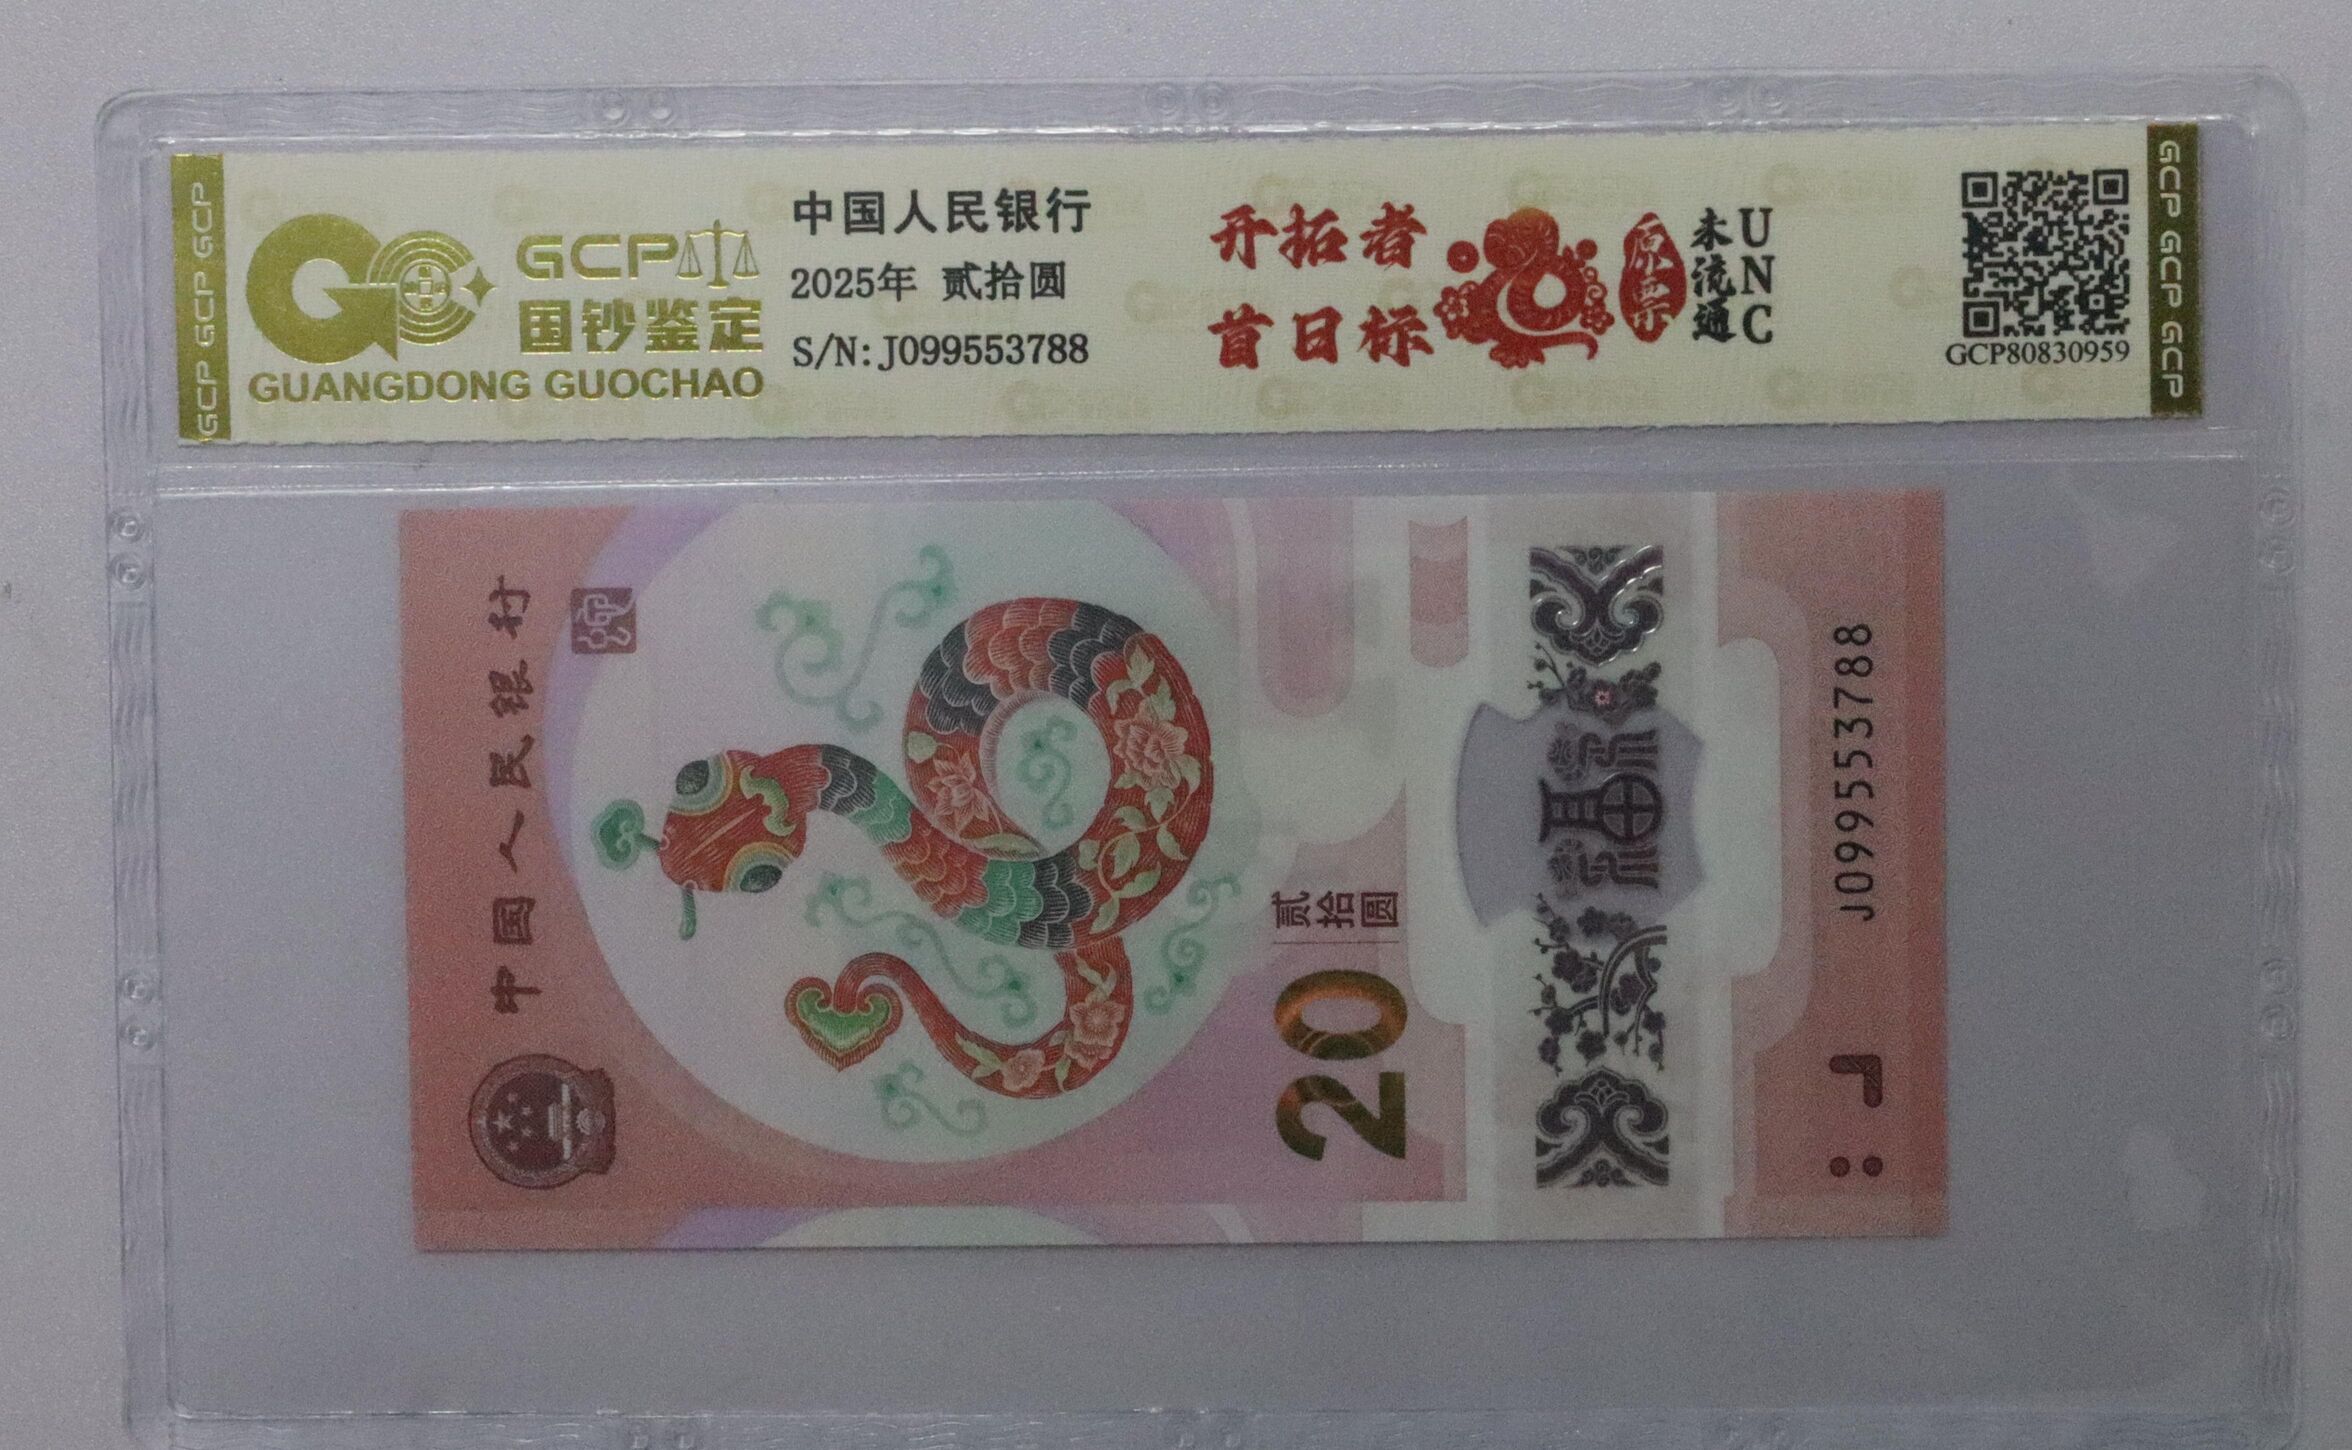 GCP GCP GCP
GCP
国钞鉴定
GUANGDONG GUOCHAO
中国人民银行
2025年 贰拾圆
S/N:J099553788
开拓者
首日标
原票
未流通
UNC
GCP80830959
GCP GCP GCP
中国人民银行
贰拾圆
20
福
J099553788